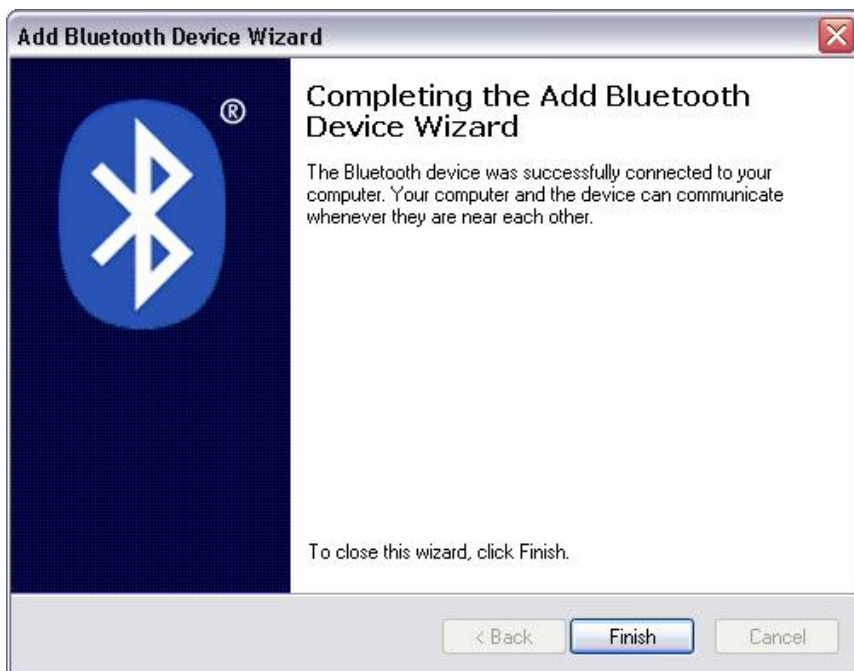 Add Bluetooth Device Wizard
®
Completing the Add Bluetooth
Device Wizard
The Bluetooth device was successfully connected to your
computer. Your computer and the device can communicate
whenever they are near each other.
To close this wizard, click Finish.
< Back Finish Cancel